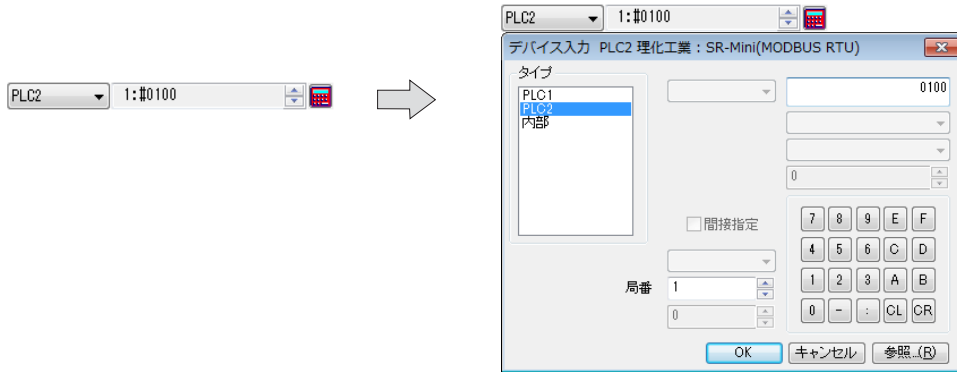 PLC2 1:#0100
PLC2 1:#0100
デバイス入力 PLC2 理化工業：SR-Mini(MODBUS RTU)
タイプ
PLC1
PLC2
内部
0100
0
間接指定
局番 1
0
7 8 9 E F
4 5 6 C D
1 2 3 A B
0 - : CL CR
OK キャンセル 参照...(R)